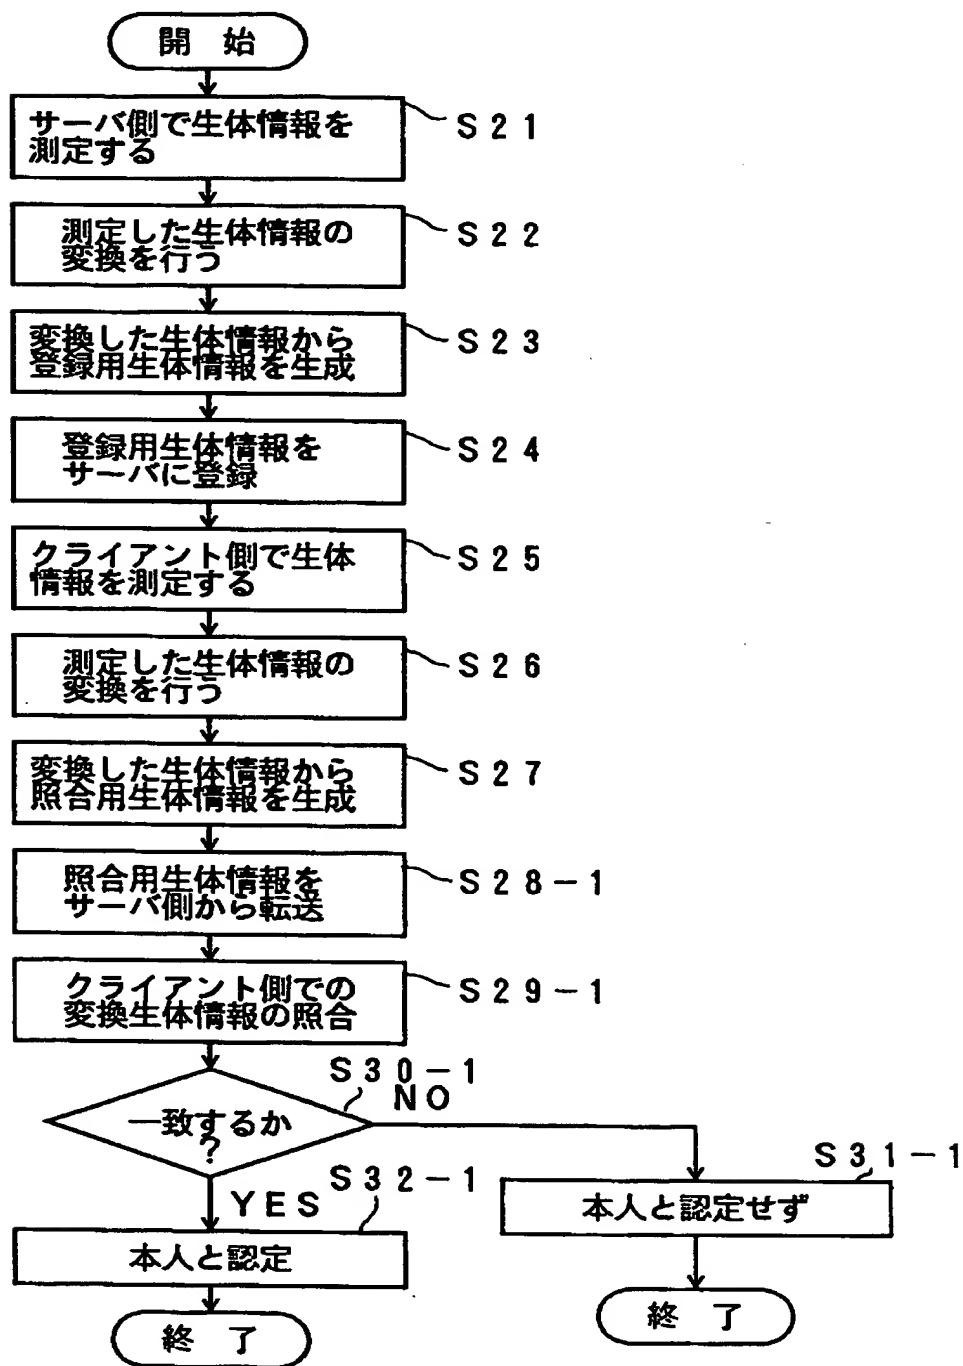 開 始
サーバ側で生体情報を
測定する
S21
測定した生体情報の
変換を行う
S22
変換した生体情報から
登録用生体情報を生成
S23
登録用生体情報を
サーバに登録
S24
クライアント側で生体
情報を測定する
S25
測定した生体情報の
変換を行う
S26
変換した生体情報から
照合用生体情報を生成
S27
照合用生体情報を
サーバ側から転送
S28-1
クライアント側での
変換生体情報の照合
S29-1
S30-1
一致するか
?
NO
YES
S31-1
本人と認定せず
終 了
S32-1
本人と認定
終 了